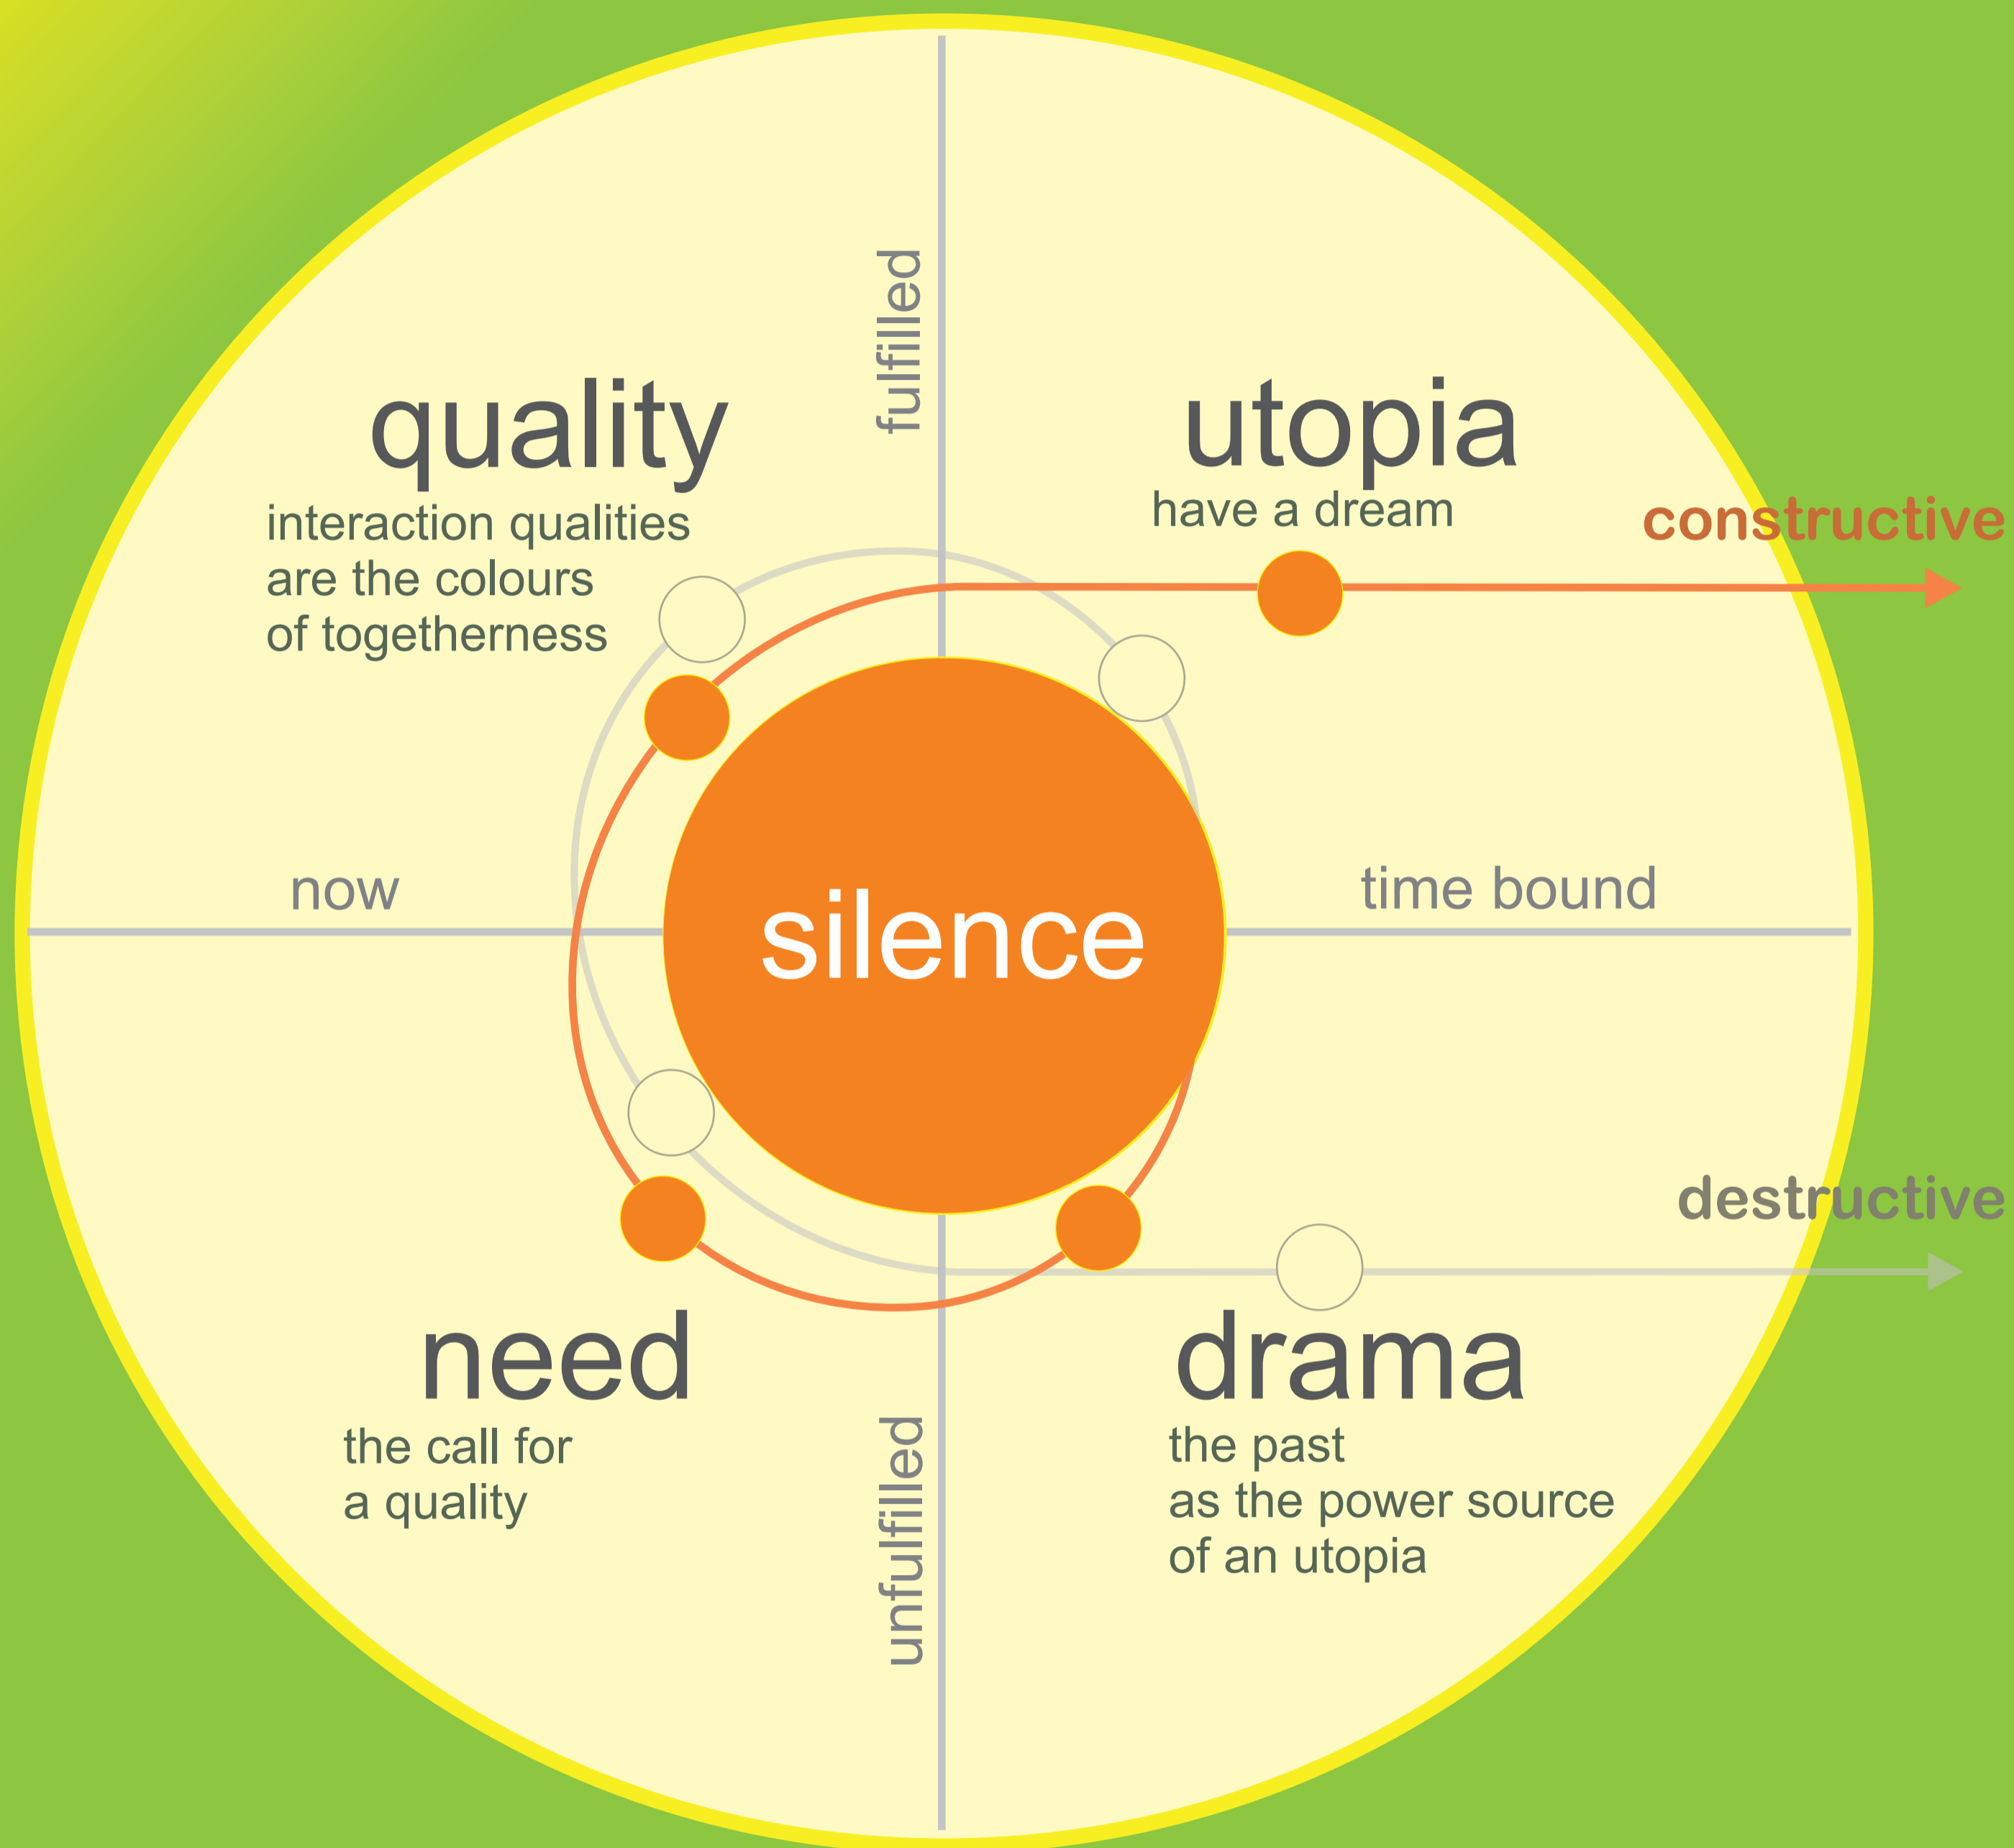 fulfilled
quality
interaction qualities
are the colours
of togetherness
utopia
have a dream
constructive
now
silence
time bound
destructive
need
the call for
a quality
drama
the past
as the power source
of an utopia
unfulfilled